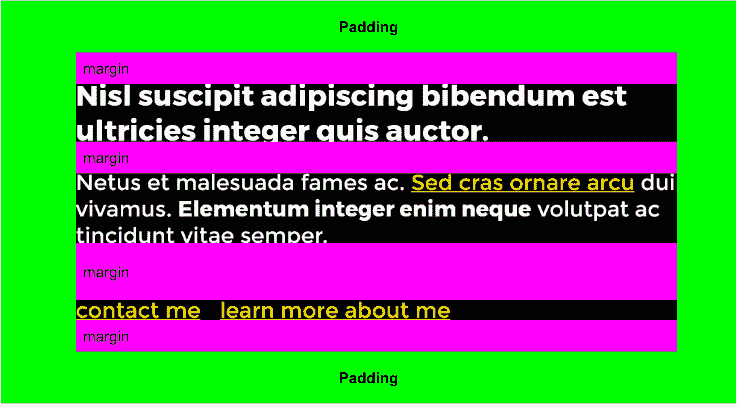 Padding
margin
Nisl suscipit adipiscing bibendum est
ultricies integer quis auctor.
margin
Netus et malesuada fames ac. Sed cras ornare arcu dui
vivamus. Elementum integer enim neque volutpat ac
tincidunt vitae semper.
margin
contact me learn more about me
margin
Padding